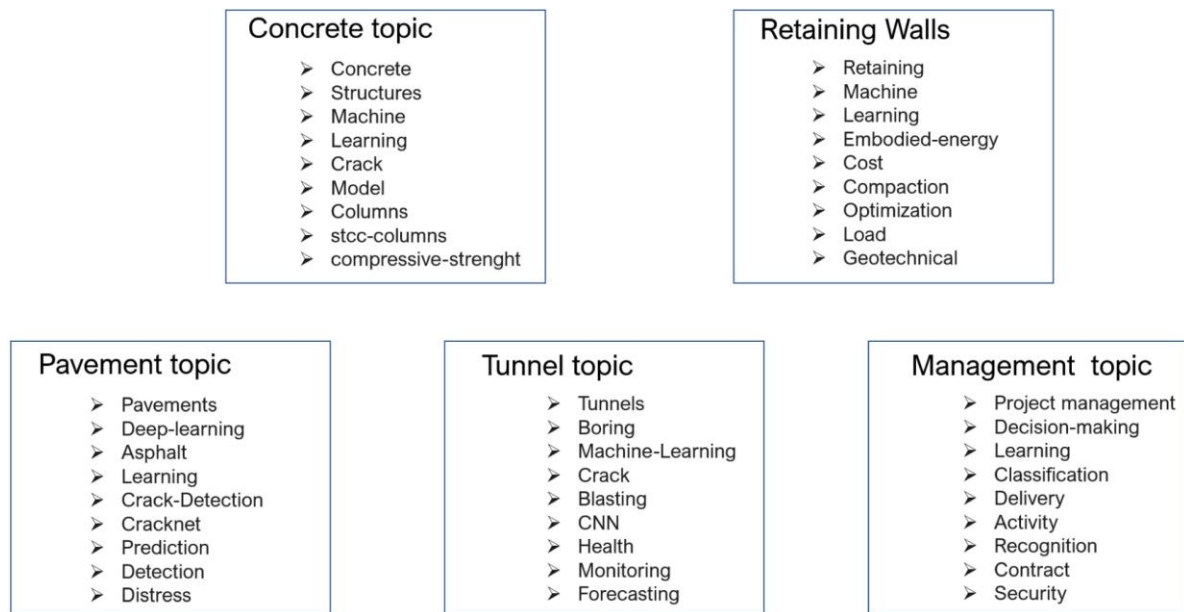 Concrete topic
➢ Concrete
➢ Structures
➢ Machine
➢ Learning
➢ Crack
➢ Model
➢ Columns
➢ stcc-columns
➢ compressive-strenght
Retaining Walls
➢ Retaining
➢ Machine
➢ Learning
➢ Embodied-energy
➢ Cost
➢ Compaction
➢ Optimization
➢ Load
➢ Geotechnical
Pavement topic
➢ Pavements
➢ Deep-learning
➢ Asphalt
➢ Learning
➢ Crack-Detection
➢ Cracknet
➢ Prediction
➢ Detection
➢ Distress
Tunnel topic
➢ Tunnels
➢ Boring
➢ Machine-Learning
➢ Crack
➢ Blasting
➢ CNN
➢ Health
➢ Monitoring
➢ Forecasting
Management topic
➢ Project management
➢ Decision-making
➢ Learning
➢ Classification
➢ Delivery
➢ Activity
➢ Recognition
➢ Contract
➢ Security